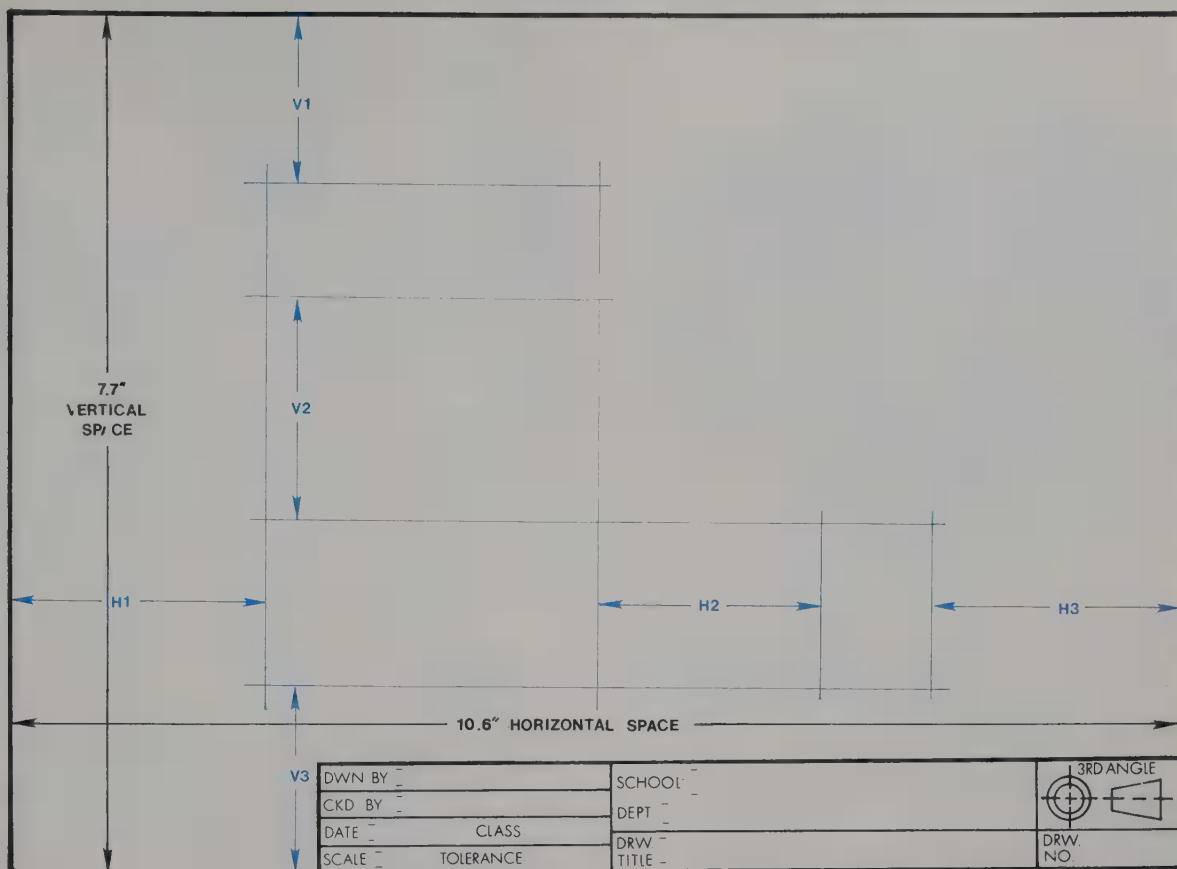 V1
7.7"
VERTICAL
SPACE
V2
H1
H2
H3
10.6" HORIZONTAL SPACE
V3
DWN BY
CKD BY
DATE CLASS
SCALE TOLERANCE
SCHOOL
DEPT
DRW
TITLE
3RD ANGLE
DRW.
NO.